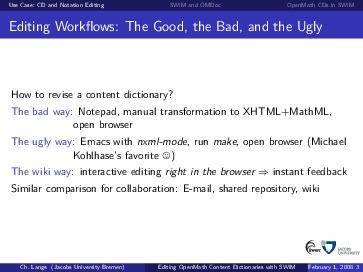 Use Case: CD and Notation Editing SWiM and OMDoc OpenMath CDs in SWiM
Editing Workflows: The Good, the Bad, and the Ugly
How to revise a content dictionary?
The bad way: Notepad, manual transformation to XHTML+MathML,
open browser
The ugly way: Emacs with nxml-mode, run make, open browser (Michael
Kohlhase's favorite ☺)
The wiki way: interactive editing right in the browser ⇒ instant feedback
Similar comparison for collaboration: E-mail, shared repository, wiki
JACOBS UNIVERSITY
Ch. Lange (Jacobs University Bremen) Editing OpenMath Content Dictionaries with SWiM February 1, 2008 3